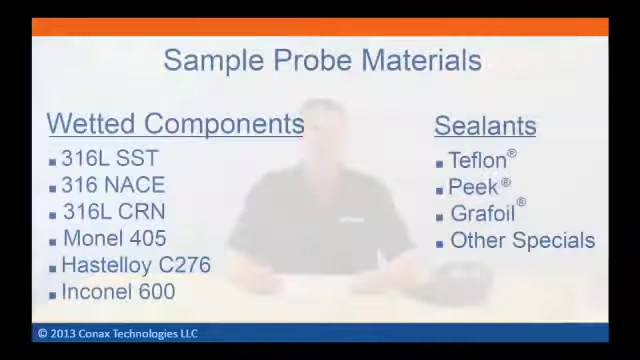 Sample Probe Materials
Wetted Components
▪ 316L SST
▪ 316 NACE
▪ 316L CRN
▪ Monel 405
▪ Hastelloy C276
▪ Inconel 600
Sealants
▪ Teflon®
▪ Peek®
▪ Grafoil®
▪ Other Specials
© 2013 Conax Technologies LLC